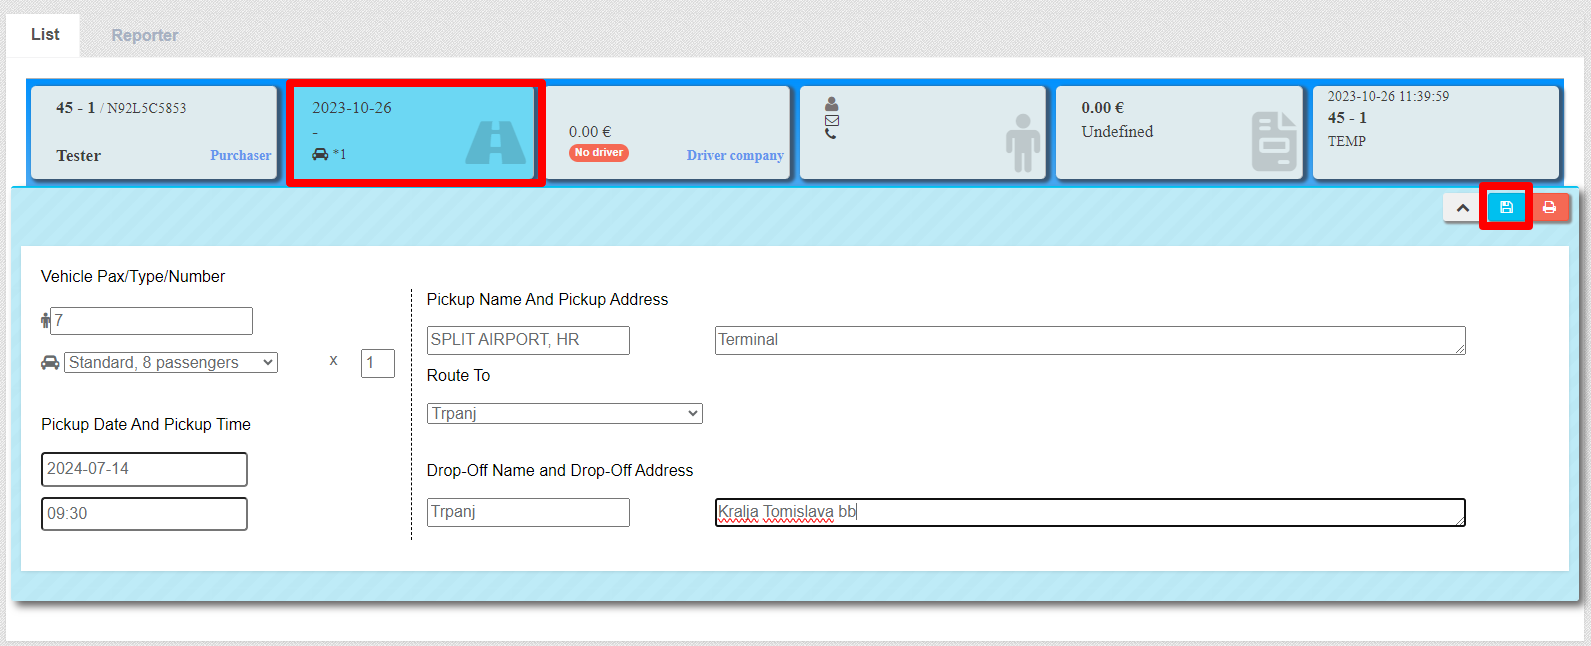 List
Reporter
45 - 1 / N92L5C5853
Tester
Purchaser
2023-10-26
-
*1
0.00 €
No driver
Driver company
0.00 €
Undefined
2023-10-26 11:39:59
45 - 1
TEMP
Vehicle Pax/Type/Number
7
Standard, 8 passengers
x
1
Pickup Date And Pickup Time
2024-07-14
09:30
Pickup Name And Pickup Address
SPLIT AIRPORT, HR
Terminal
Route To
Trpanj
Drop-Off Name and Drop-Off Address
Trpanj
Kralja Tomislava bb